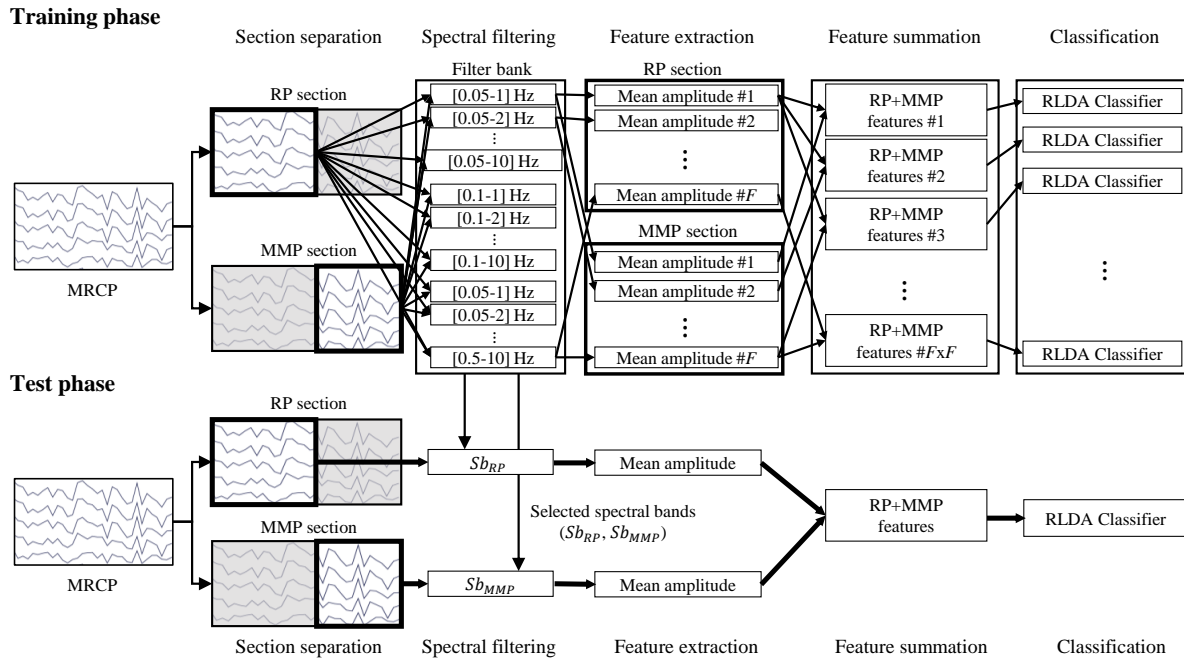 Training phase
Section separation
Spectral filtering
Feature extraction
Feature summation
Classification
RP section
MRCP
MMP section
Filter bank
[0.05-1] Hz
[0.05-2] Hz
⋮
[0.05-10] Hz
[0.1-1] Hz
[0.1-2] Hz
⋮
[0.1-10] Hz
[0.05-1] Hz
[0.05-2] Hz
⋮
[0.5-10] Hz
RP section
Mean amplitude #1
Mean amplitude #2
⋮
Mean amplitude #F
MMP section
Mean amplitude #1
Mean amplitude #2
⋮
Mean amplitude #F
RP+MMP
features #1
RP+MMP
features #2
RP+MMP
features #3
⋮
RP+MMP
features #FxF
RLDA Classifier
RLDA Classifier
RLDA Classifier
⋮
RLDA Classifier
Test phase
RP section
MRCP
MMP section
Sb_RP
Selected spectral bands
(Sb_RP, Sb_MMP)
Sb_MMP
Mean amplitude
Mean amplitude
RP+MMP
features
RLDA Classifier
Section separation
Spectral filtering
Feature extraction
Feature summation
Classification